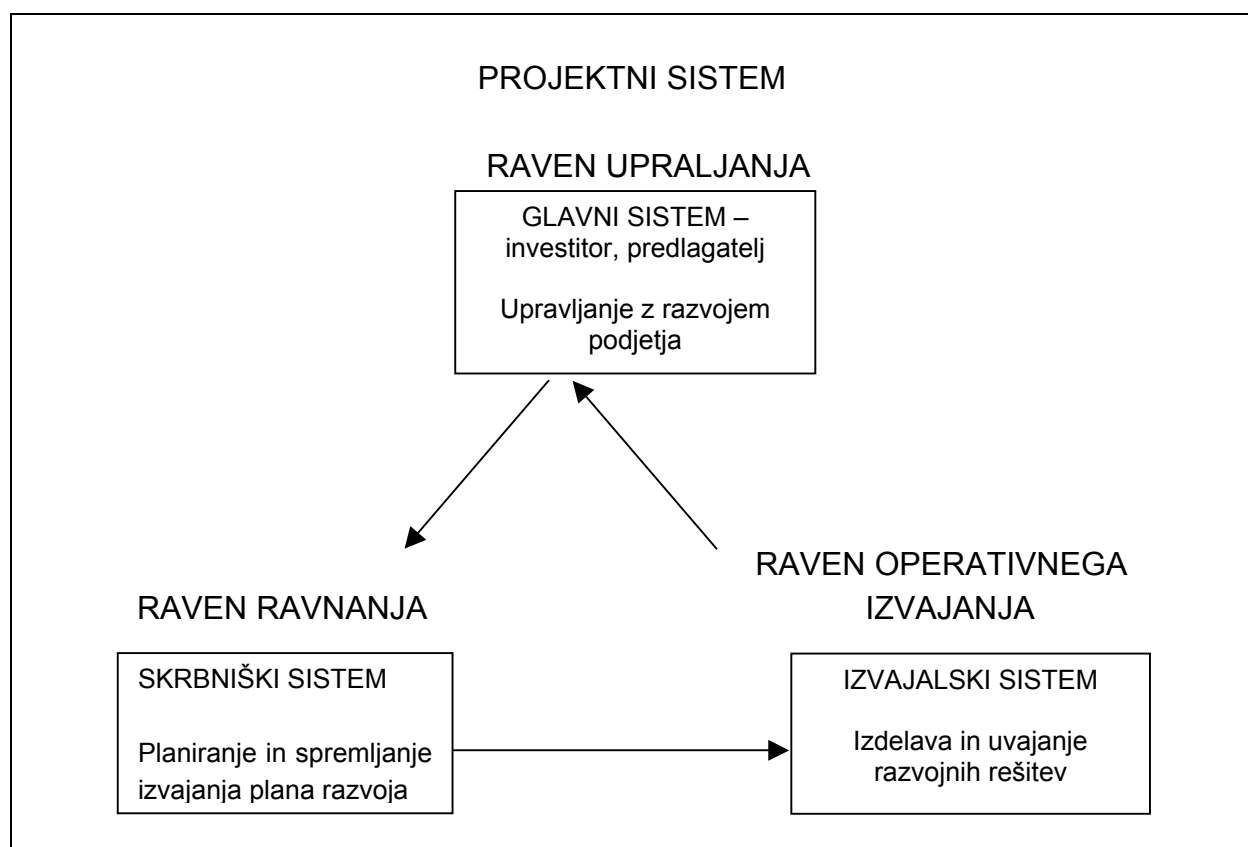 PROJEKTNI SISTEM
RAVEN UPRALJANJA
GLAVNI SISTEM –
investitor, predlagatelj
Upravljanje z razvojem
podjetja
RAVEN RAVNANJA
SKRBNIŠKI SISTEM
Planiranje in spremljanje
izvajanja plana razvoja
RAVEN OPERATIVNEGA
IZVAJANJA
IZVAJALSKI SISTEM
Izdelava in uvajanje
razvojnih rešitev